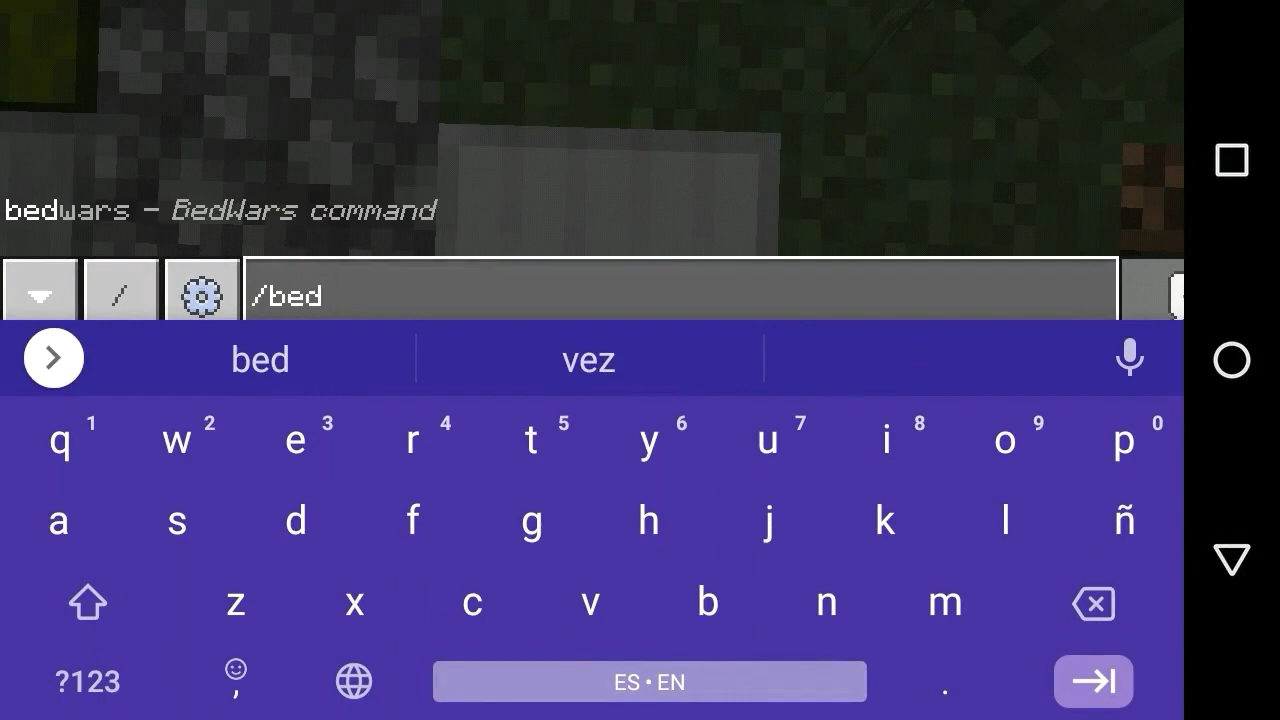 bedwars – BedWars command
/ /bed
bed vez
q 1 w 2 e 3 r 4 t 5 y 6 u 7 i 8 o 9 p 0
a s d f g h j k l ñ
z x c v b n m
?123 , ES • EN .